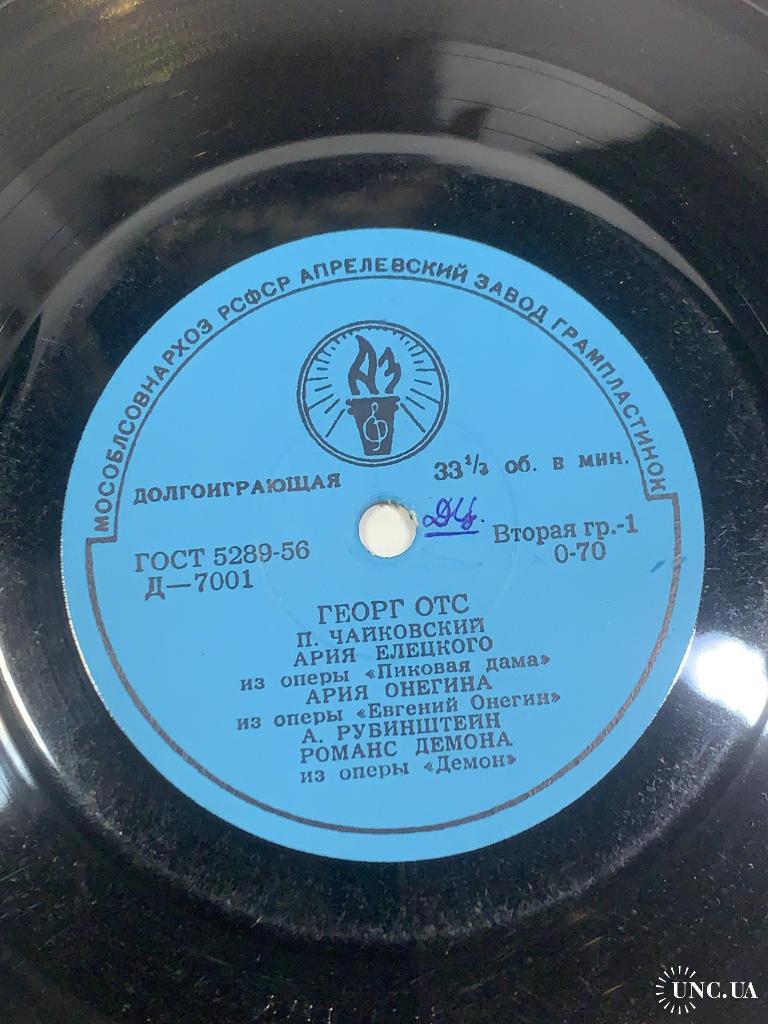 МОСОБЛСОВНАРХОЗ РСФСР АПРЕЛЕВСКИЙ ЗАВОД ГРАМПЛАСТИНОК
АЗ
ДОЛГОИГРАЮЩАЯ
33⅓ об. в мин.
ДЦ.
ГОСТ 5289-56
Д—7001
Вторая гр.-1
0-70
ГЕОРГ ОТС
П. ЧАЙКОВСКИЙ
АРИЯ ЕЛЕЦКОГО
из оперы «Пиковая дама»
АРИЯ ОНЕГИНА
из оперы «Евгений Онегин»
А. РУБИНШТЕЙН
РОМАНС ДЕМОНА
из оперы «Демон»
UNC.UA